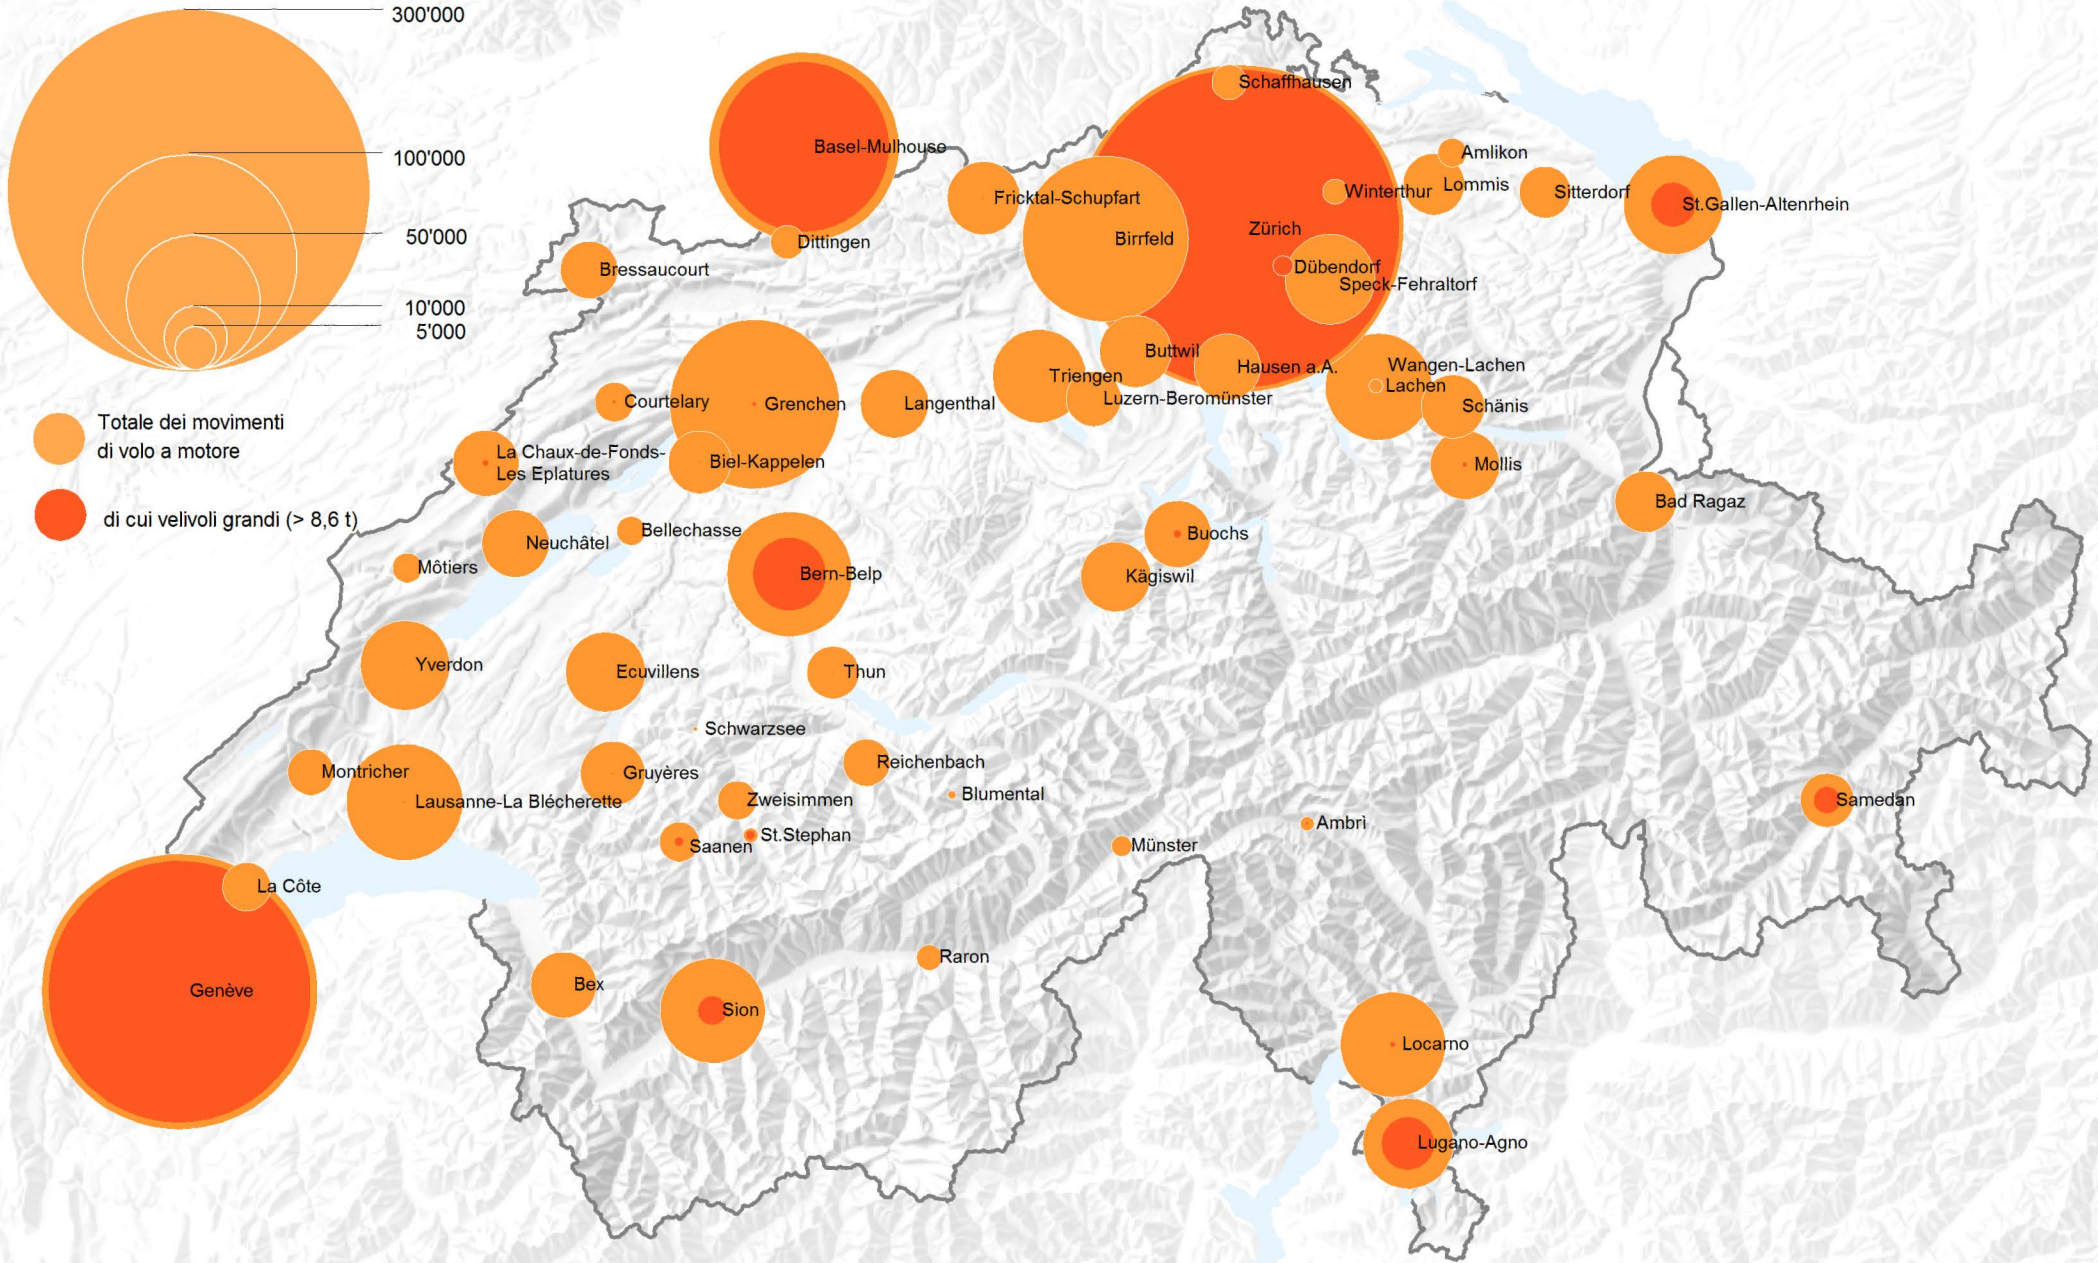 300'000
100'000
50'000
10'000
5'000
Totale dei movimenti
di volo a motore
di cui velivoli grandi (> 8,6 t)
Schaffhausen
Basel-Mulhouse
Amlikon
Lommis
Winterthur
Sitterdorf
Fricktal-Schupfart
St.Gallen-Altenrhein
Zürich
Birrfeld
Dittingen
Bressaucourt
Dübendorf
Speck-Fehraltorf
Buttwil
Hausen a.A.
Wangen-Lachen
Triengen
Lachen
Luzern-Beromünster
Schänis
Courtelary
Grenchen
Langenthal
La Chaux-de-Fonds-
Les Eplatures
Biel-Kappelen
Mollis
Bad Ragaz
Bellechasse
Buochs
Neuchâtel
Môtiers
Bern-Belp
Kägiswil
Yverdon
Ecuvillens
Thun
Schwarzsee
Reichenbach
Montricher
Gruyères
Blumental
Lausanne-La Blécherette
Zweisimmen
Samedan
Ambrì
St.Stephan
Saanen
Münster
La Côte
Raron
Bex
Genève
Sion
Locarno
Lugano-Agno